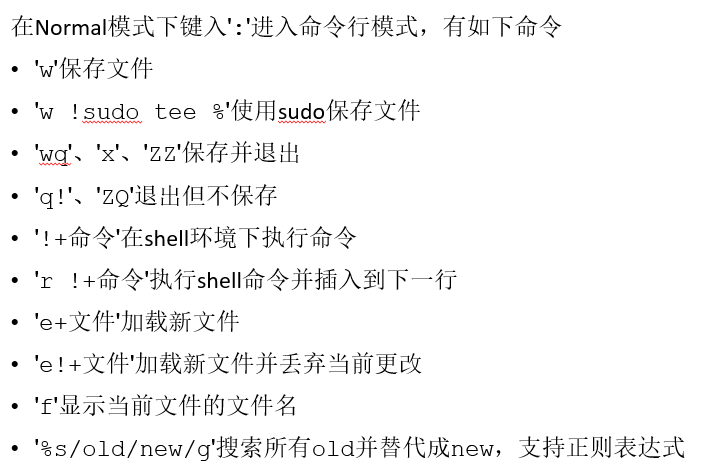 在Normal模式下键入':'进入命令行模式，有如下命令
• 'w'保存文件
• 'w !sudo tee %'使用sudo保存文件
• 'wq'、'x'、'ZZ'保存并退出
• 'q!'、'ZQ'退出但不保存
• '!+命令'在shell环境下执行命令
• 'r !+命令'执行shell命令并插入到下一行
• 'e+文件'加载新文件
• 'e!+文件'加载新文件并丢弃当前更改
• 'f'显示当前文件的文件名
• '%s/old/new/g'搜索所有old并替代成new，支持正则表达式